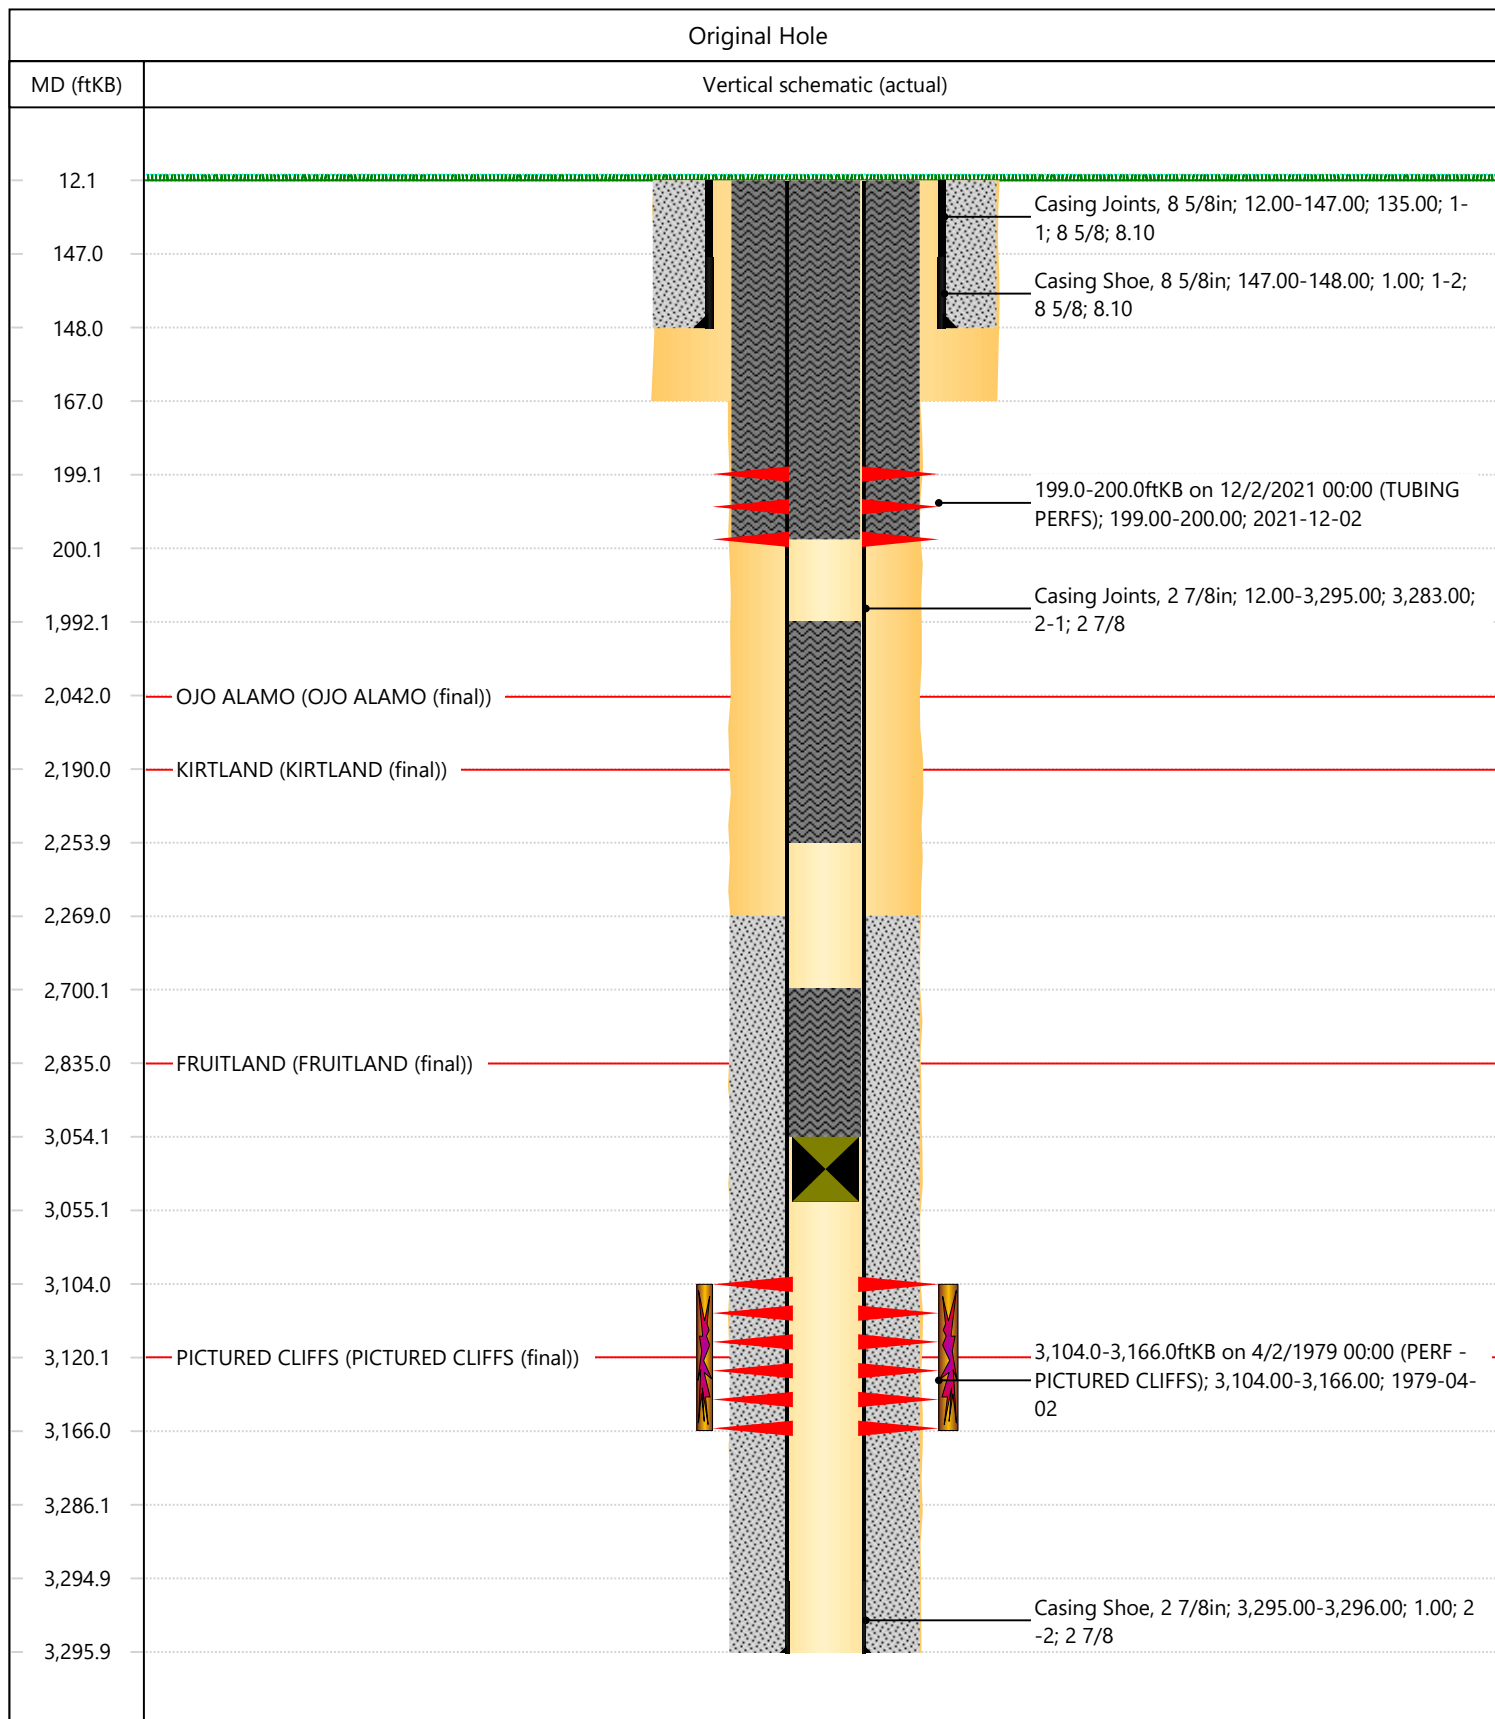 Original Hole
MD (ftKB)
Vertical schematic (actual)
12.1
Casing Joints, 8 5/8in; 12.00-147.00; 135.00; 1-
1; 8 5/8; 8.10
147.0
Casing Shoe, 8 5/8in; 147.00-148.00; 1.00; 1-2;
8 5/8; 8.10
148.0
167.0
199.1
199.0-200.0ftKB on 12/2/2021 00:00 (TUBING
PERFS); 199.00-200.00; 2021-12-02
200.1
Casing Joints, 2 7/8in; 12.00-3,295.00; 3,283.00;
2-1; 2 7/8
1,992.1
2,042.0
OJO ALAMO (OJO ALAMO (final))
2,190.0
KIRTLAND (KIRTLAND (final))
2,253.9
2,269.0
2,700.1
2,835.0
FRUITLAND (FRUITLAND (final))
3,054.1
3,055.1
3,104.0
3,120.1
PICTURED CLIFFS (PICTURED CLIFFS (final))
3,104.0-3,166.0ftKB on 4/2/1979 00:00 (PERF -
PICTURED CLIFFS); 3,104.00-3,166.00; 1979-04-
02
3,166.0
3,286.1
3,294.9
Casing Shoe, 2 7/8in; 3,295.00-3,296.00; 1.00; 2
-2; 2 7/8
3,295.9